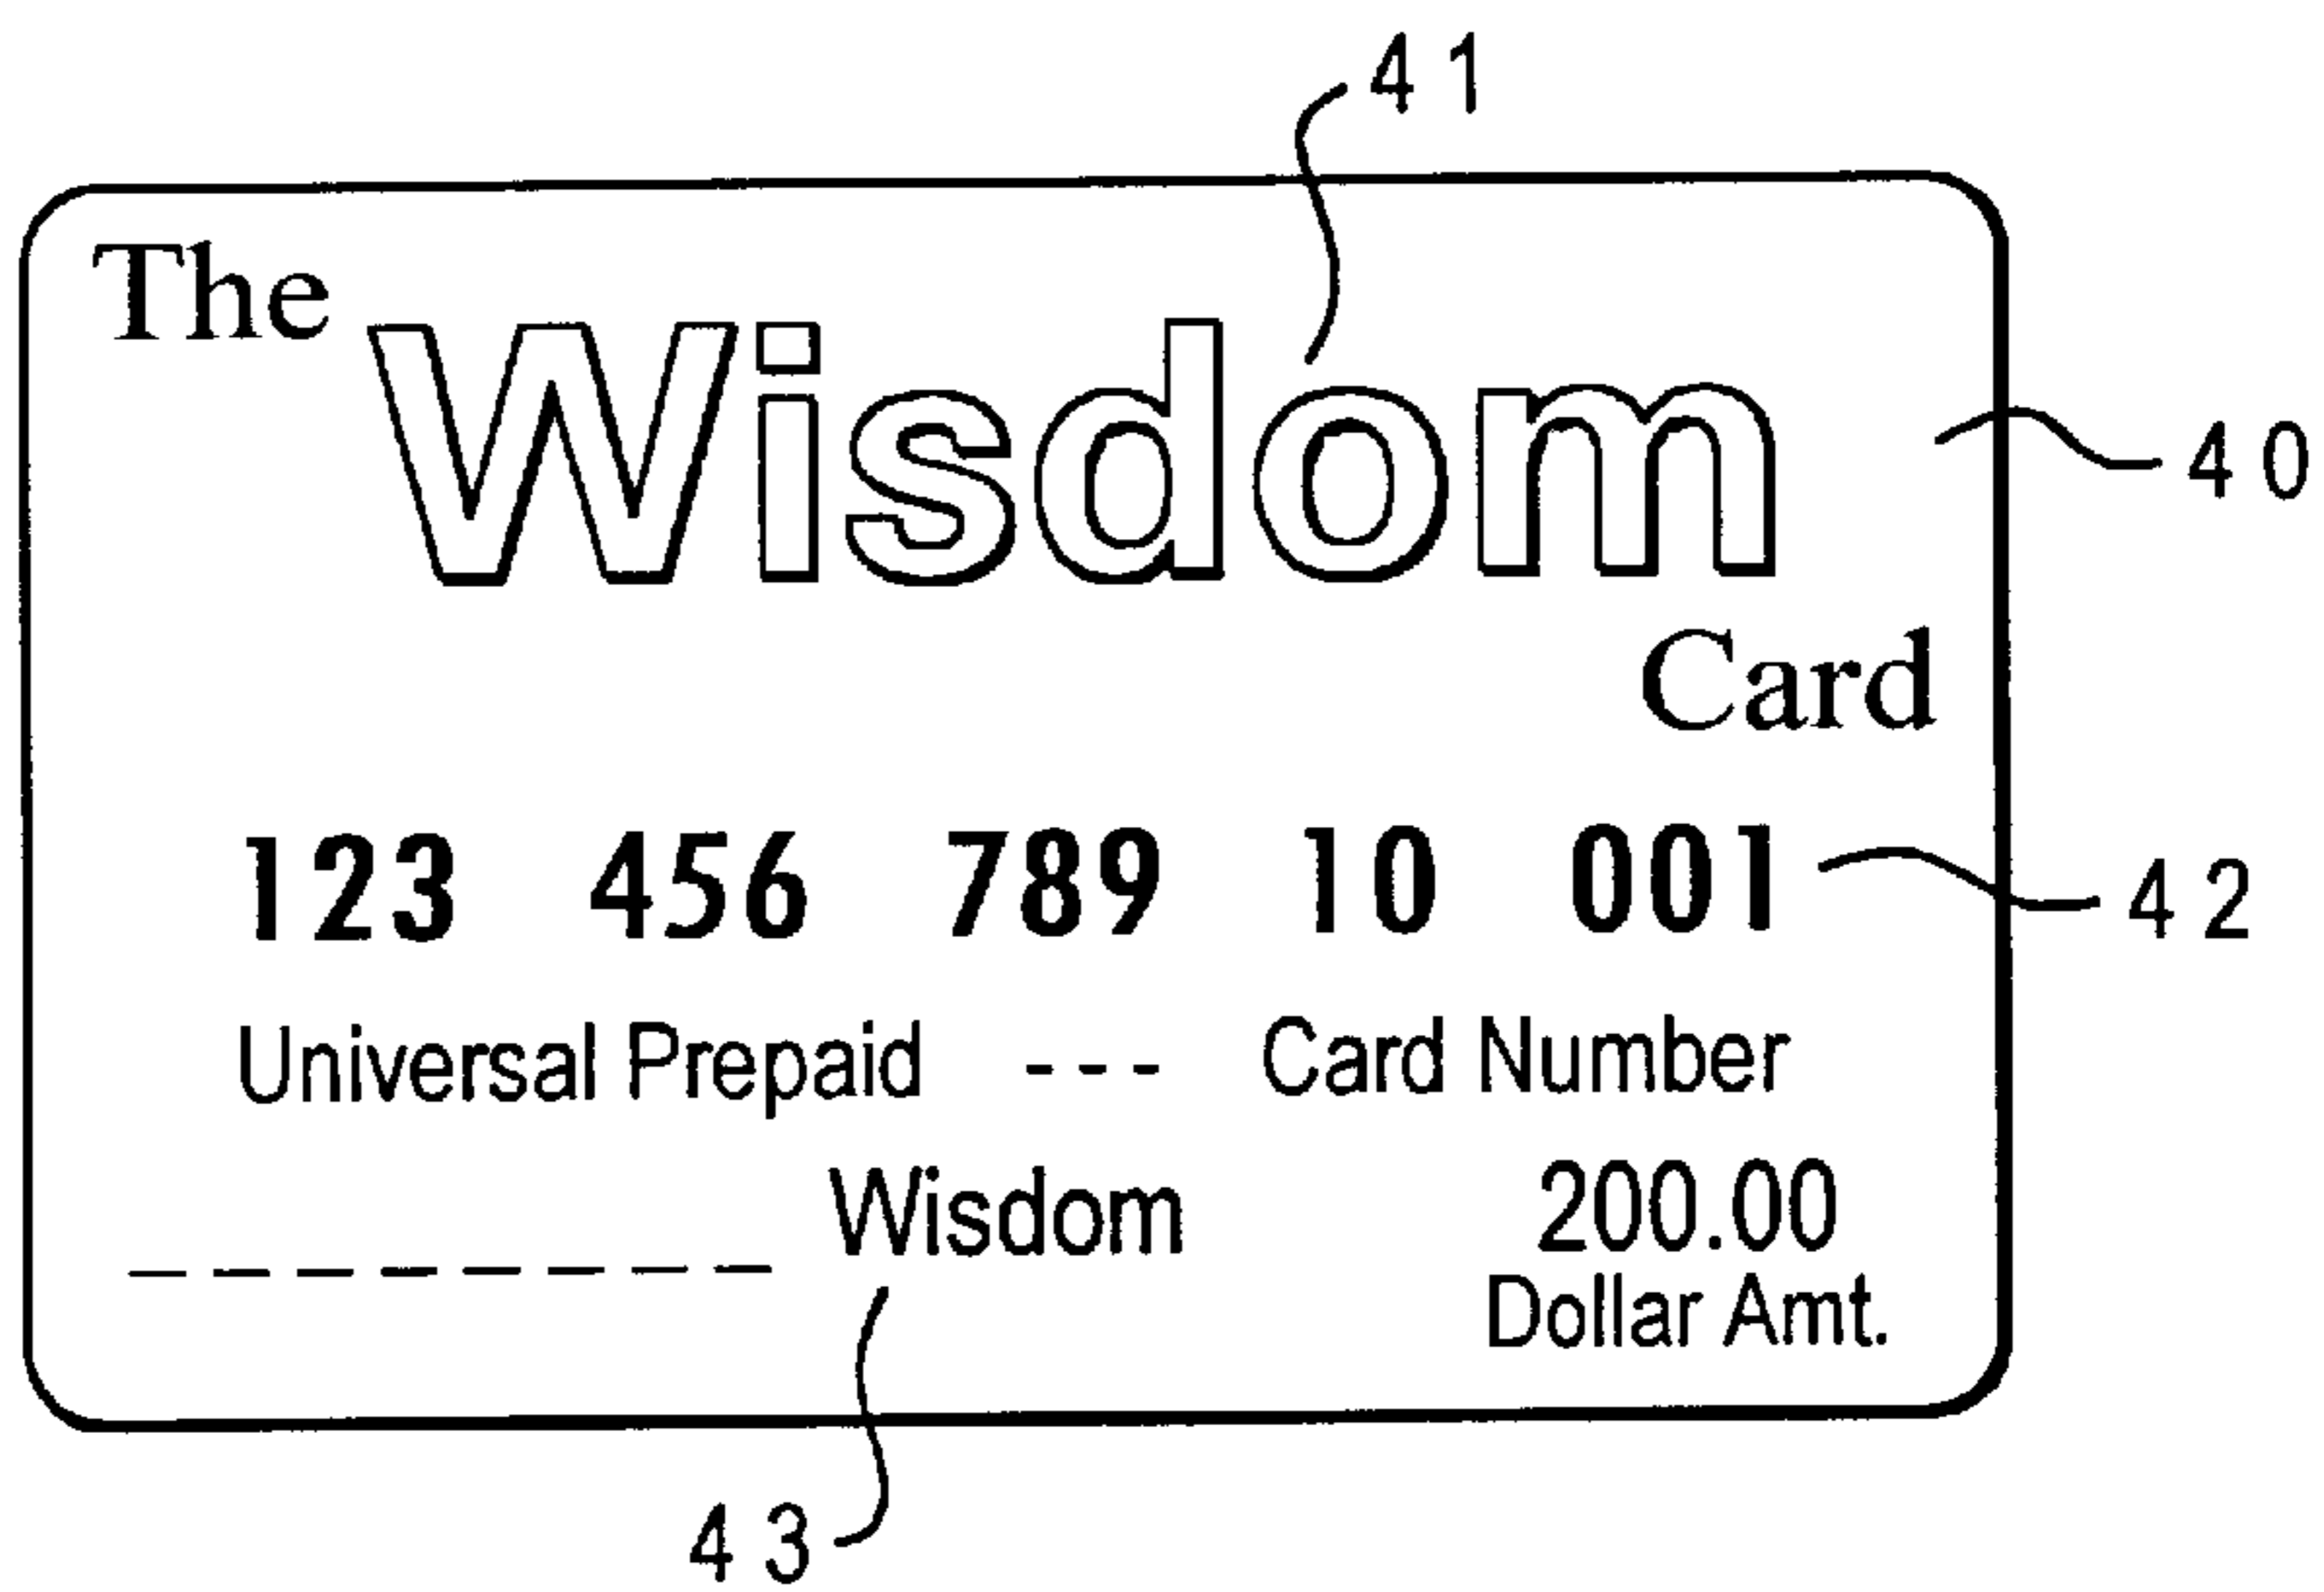 41
The
Wisdom
40
Card
123 456 789 10 001
42
Universal Prepaid --- Card Number
________ Wisdom 200.00
Dollar Amt.
43